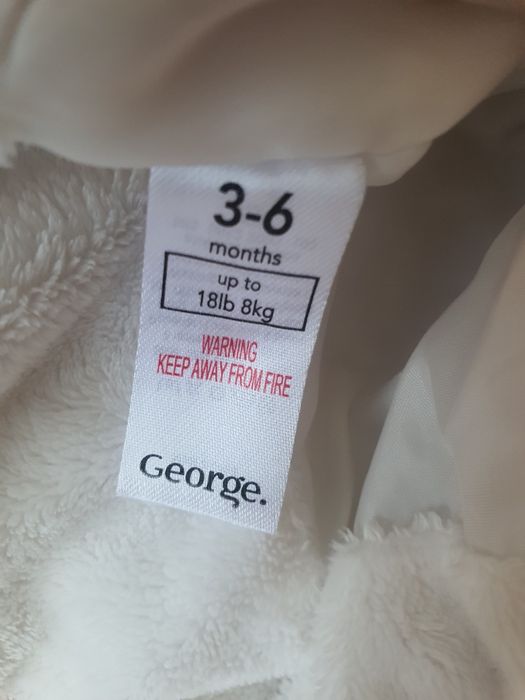 3-6
months
up to
18lb 8kg
WARNING
KEEP AWAY FROM FIRE
George.